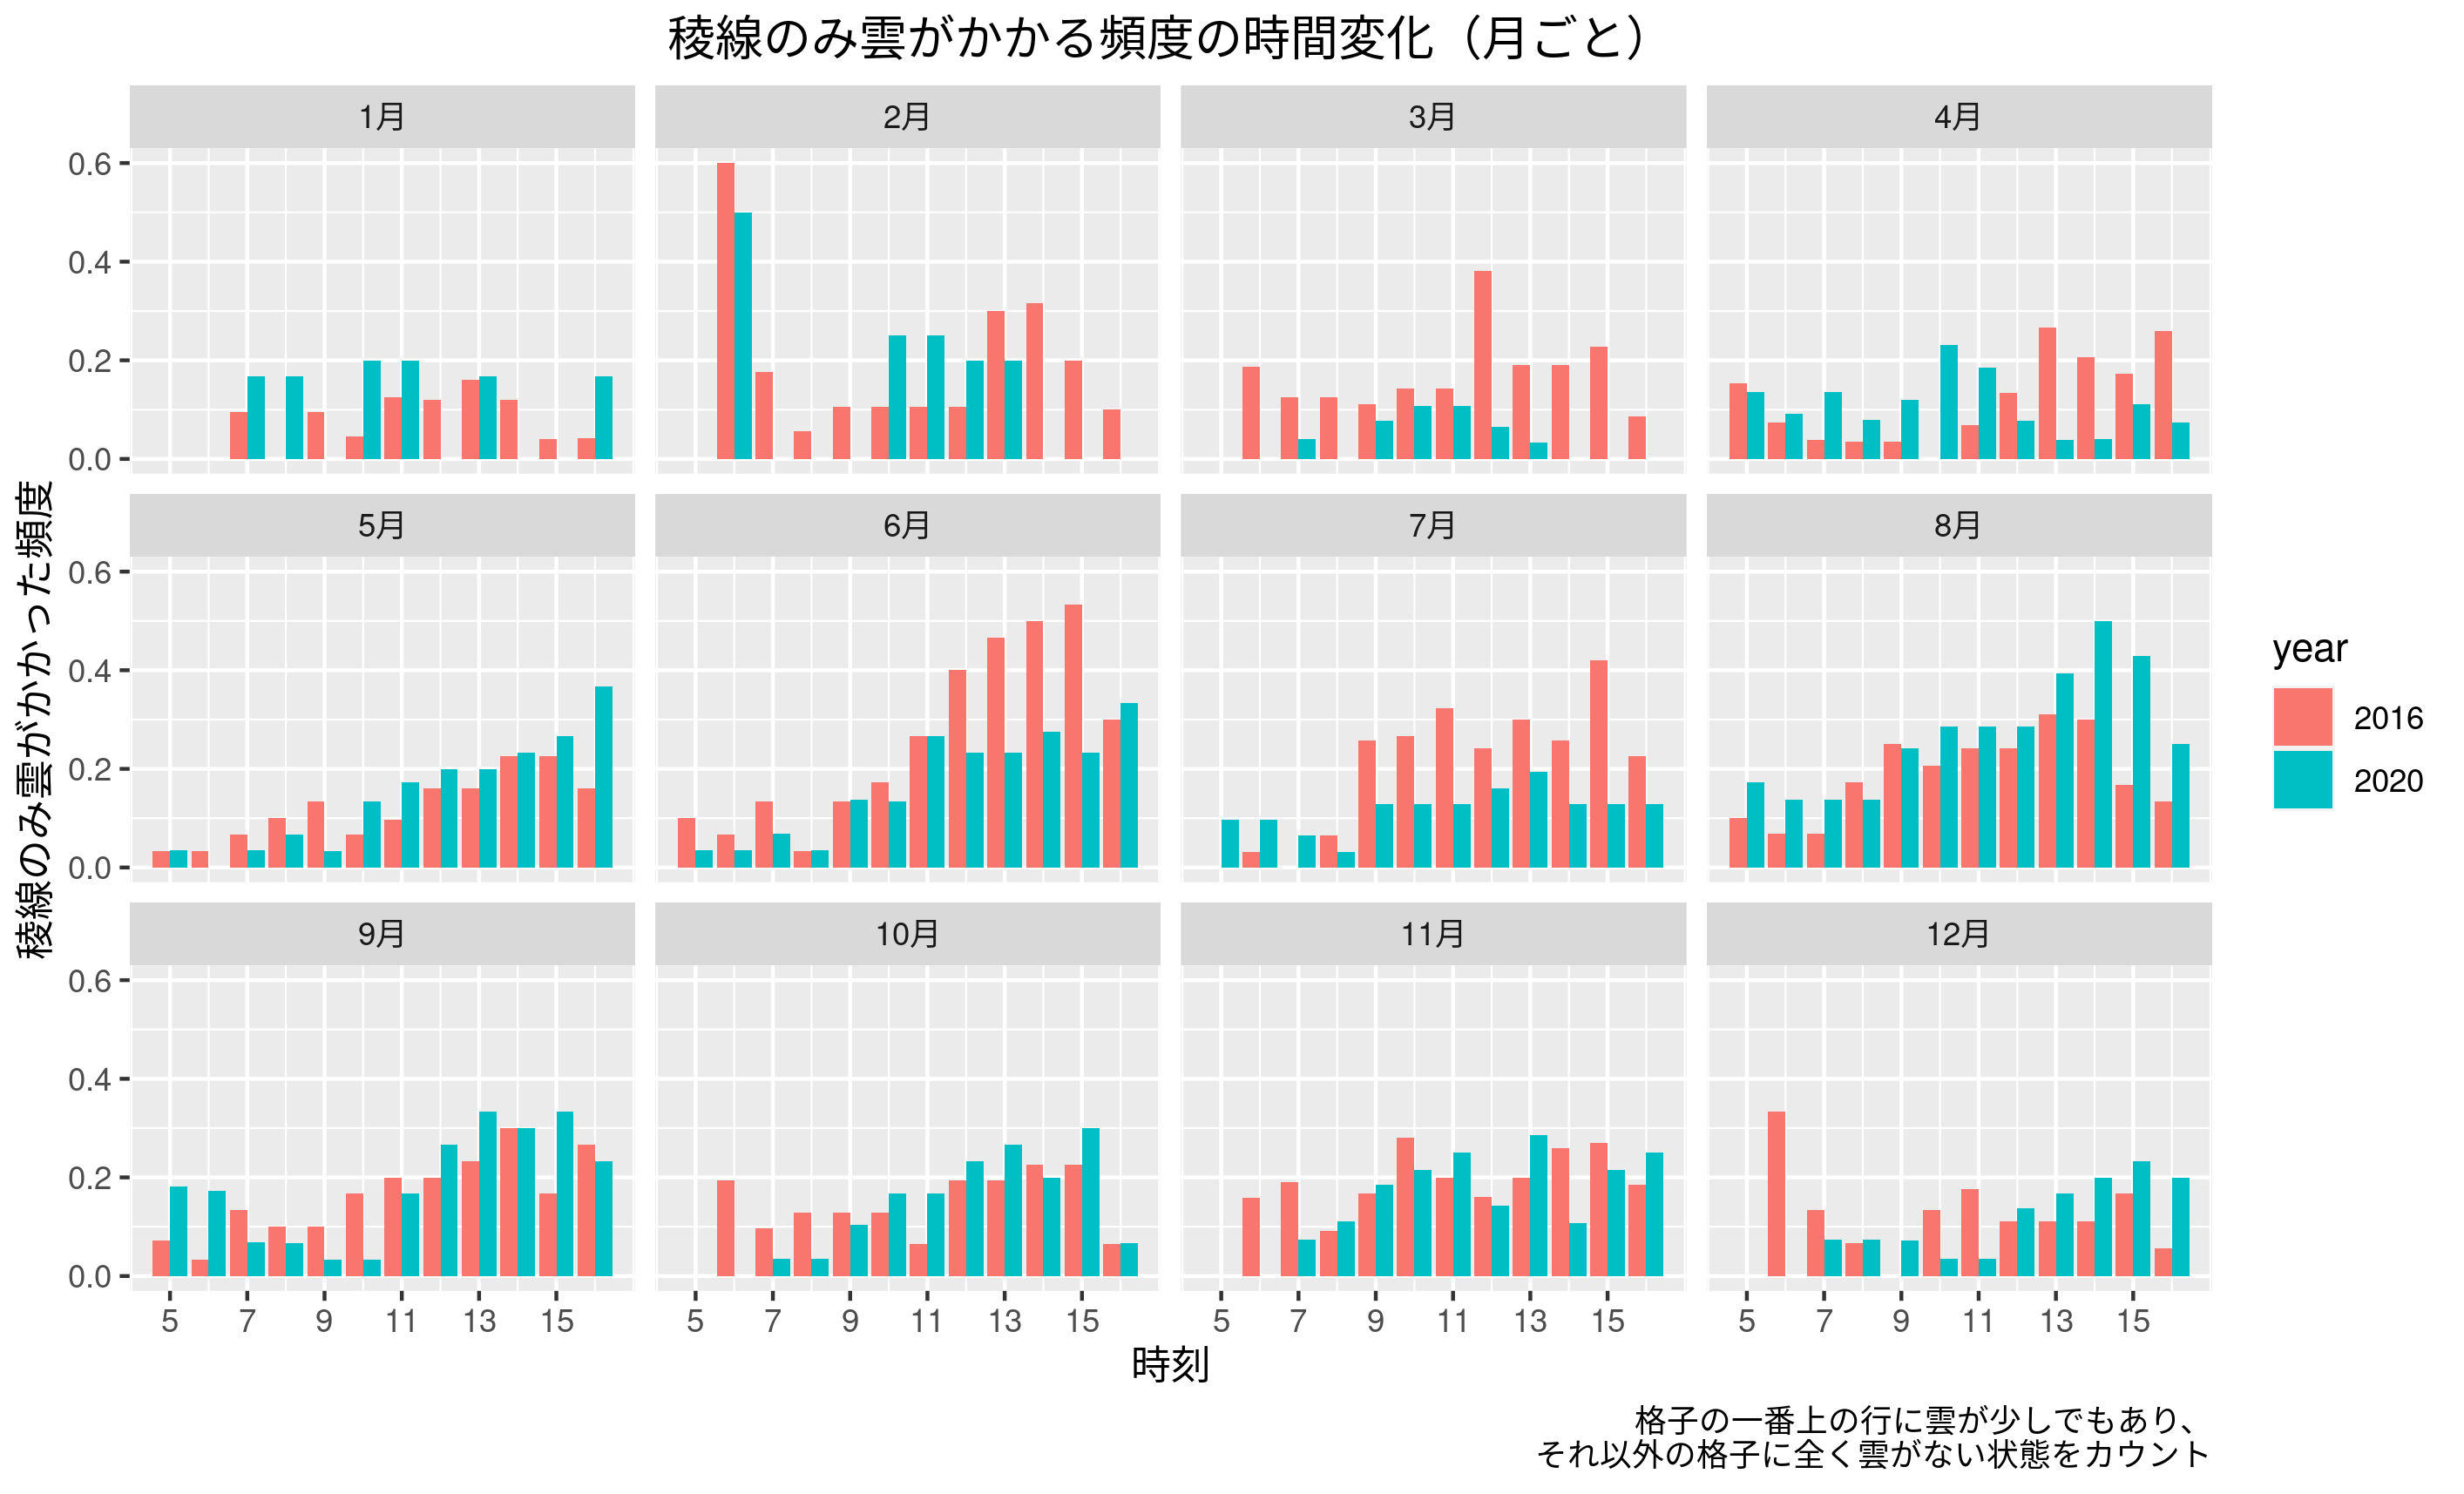 稜線のみ雲がかかる頻度の時間変化（月ごと）
1月 2月 3月 4月
0.6
0.4
0.2
0.0
5月 6月 7月 8月
0.6
0.4
0.2
0.0
9月 10月 11月 12月
0.6
0.4
0.2
0.0
5 7 9 11 13 15 5 7 9 11 13 15 5 7 9 11 13 15 5 7 9 11 13 15
時刻
稜線のみ雲がかかった頻度
year
2016
2020
格子の一番上の行に雲が少しでもあり、
それ以外の格子に全く雲がない状態をカウント